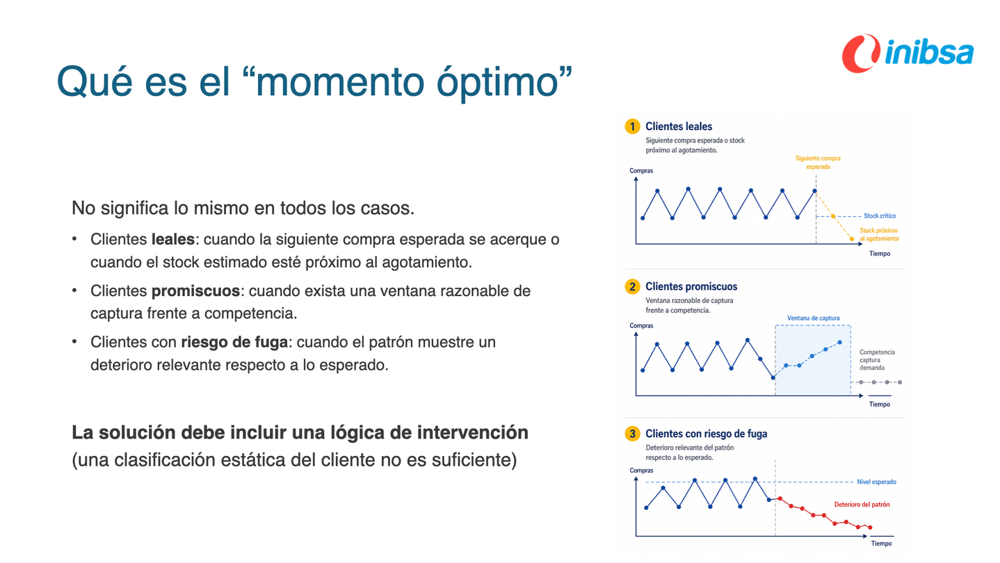 inibsa
Qué es el “momento óptimo”
No significa lo mismo en todos los casos.
• Clientes leales: cuando la siguiente compra esperada se acerque o
cuando el stock estimado esté próximo al agotamiento.
• Clientes promiscuos: cuando exista una ventana razonable de
captura frente a competencia.
• Clientes con riesgo de fuga: cuando el patrón muestre un
deterioro relevante respecto a lo esperado.
La solución debe incluir una lógica de intervención
(una clasificación estática del cliente no es suficiente)
1 Clientes leales
Siguiente compra esperada o stock
próximo al agotamiento.
Siguiente compra
esperada
Compras
Stock crítico
Stock próximo
al agotamiento
Tiempo
2 Clientes promiscuos
Ventana razonable de captura
frente a competencia.
Ventana de captura
Compras
Competencia
captura
demanda
Tiempo
3 Clientes con riesgo de fuga
Deterioro relevante del patrón
respecto a lo esperado.
Compras
Nivel esperado
Deterioro del patrón
Tiempo